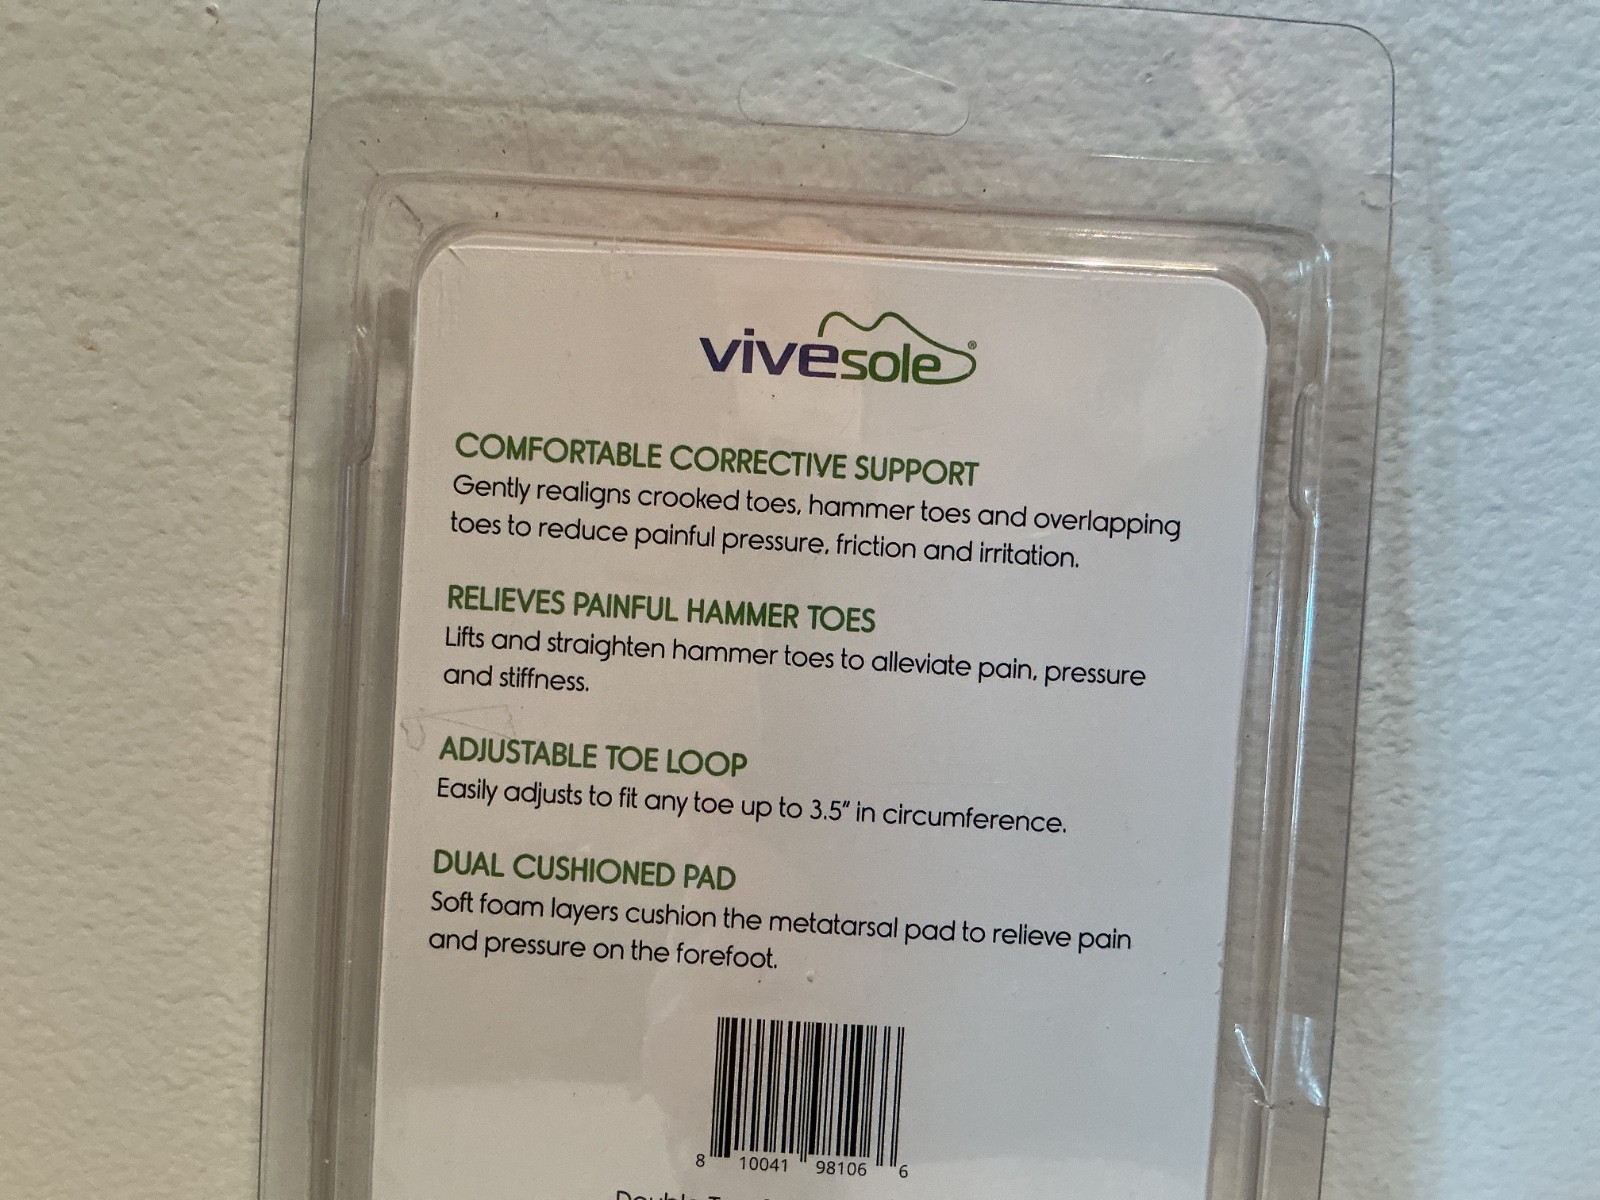 vivesole®
COMFORTABLE CORRECTIVE SUPPORT
Gently realigns crooked toes, hammer toes and overlapping
toes to reduce painful pressure, friction and irritation.
RELIEVES PAINFUL HAMMER TOES
Lifts and straighten hammer toes to alleviate pain, pressure
and stiffness.
ADJUSTABLE TOE LOOP
Easily adjusts to fit any toe up to 3.5" in circumference.
DUAL CUSHIONED PAD
Soft foam layers cushion the metatarsal pad to relieve pain
and pressure on the forefoot.
8 10041 98106 6